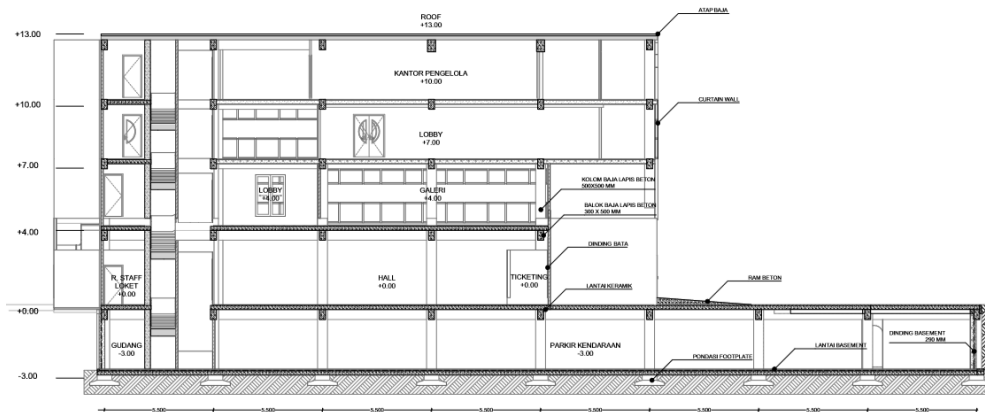 ROOF
+13.00
ATAP BAJA
+13.00
KANTOR PENGELOLA
+10.00
+10.00
CURTAIN WALL
LOBBY
+7.00
+7.00
KOLOM BAJA LAPIS BETON
500X500 MM
LOBBY
+4.00
GALERI
+4.00
BALOK BAJA LAPIS BETON
300 X 500 MM
+4.00
DINDING BATA
R. STAFF
LOKET
+0.00
HALL
+0.00
TICKETING
+0.00
RAM BETON
LANTAI KERAMIK
+0.00
GUDANG
-3.00
PARKIR KENDARAAN
-3.00
DINDING BASEMENT
250 MM
LANTAI BASEMENT
PONDASI FOOTPLATE
-3.00
5.500 5.500 5.500 5.500 5.500 5.500 5.500 5.500